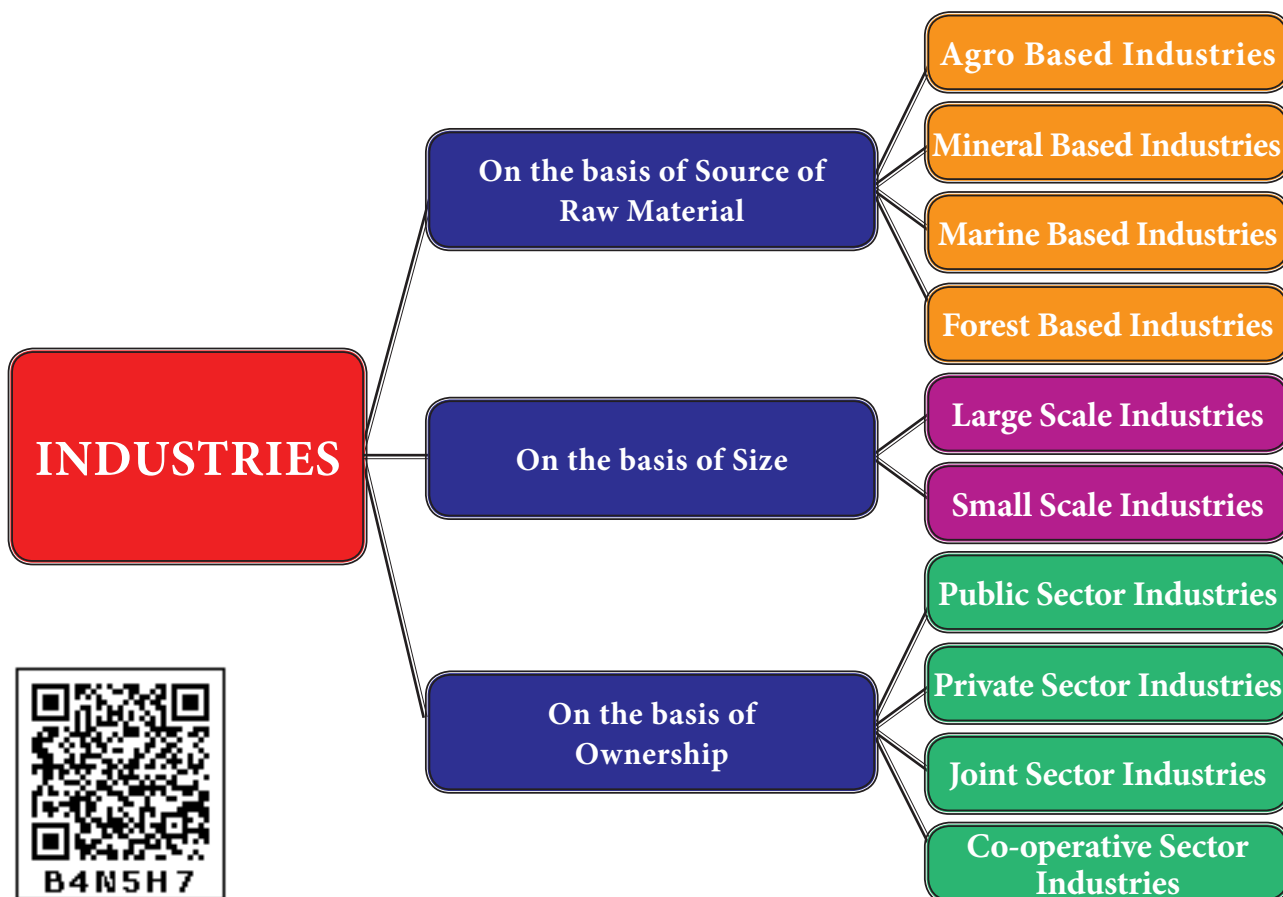 INDUSTRIES
On the basis of Source of
Raw Material
Agro Based Industries
Mineral Based Industries
Marine Based Industries
Forest Based Industries
On the basis of Size
Large Scale Industries
Small Scale Industries
On the basis of
Ownership
Public Sector Industries
Private Sector Industries
Joint Sector Industries
Co-operative Sector
Industries
B4N5H7